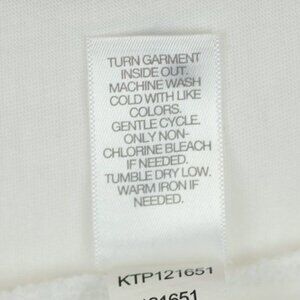 TURN GARMENT
INSIDE OUT.
MACHINE WASH
COLD WITH LIKE
COLORS.
GENTLE CYCLE.
ONLY NON-
CHLORINE BLEACH
IF NEEDED.
TUMBLE DRY LOW.
WARM IRON IF
NEEDED.
KTP121651
121651